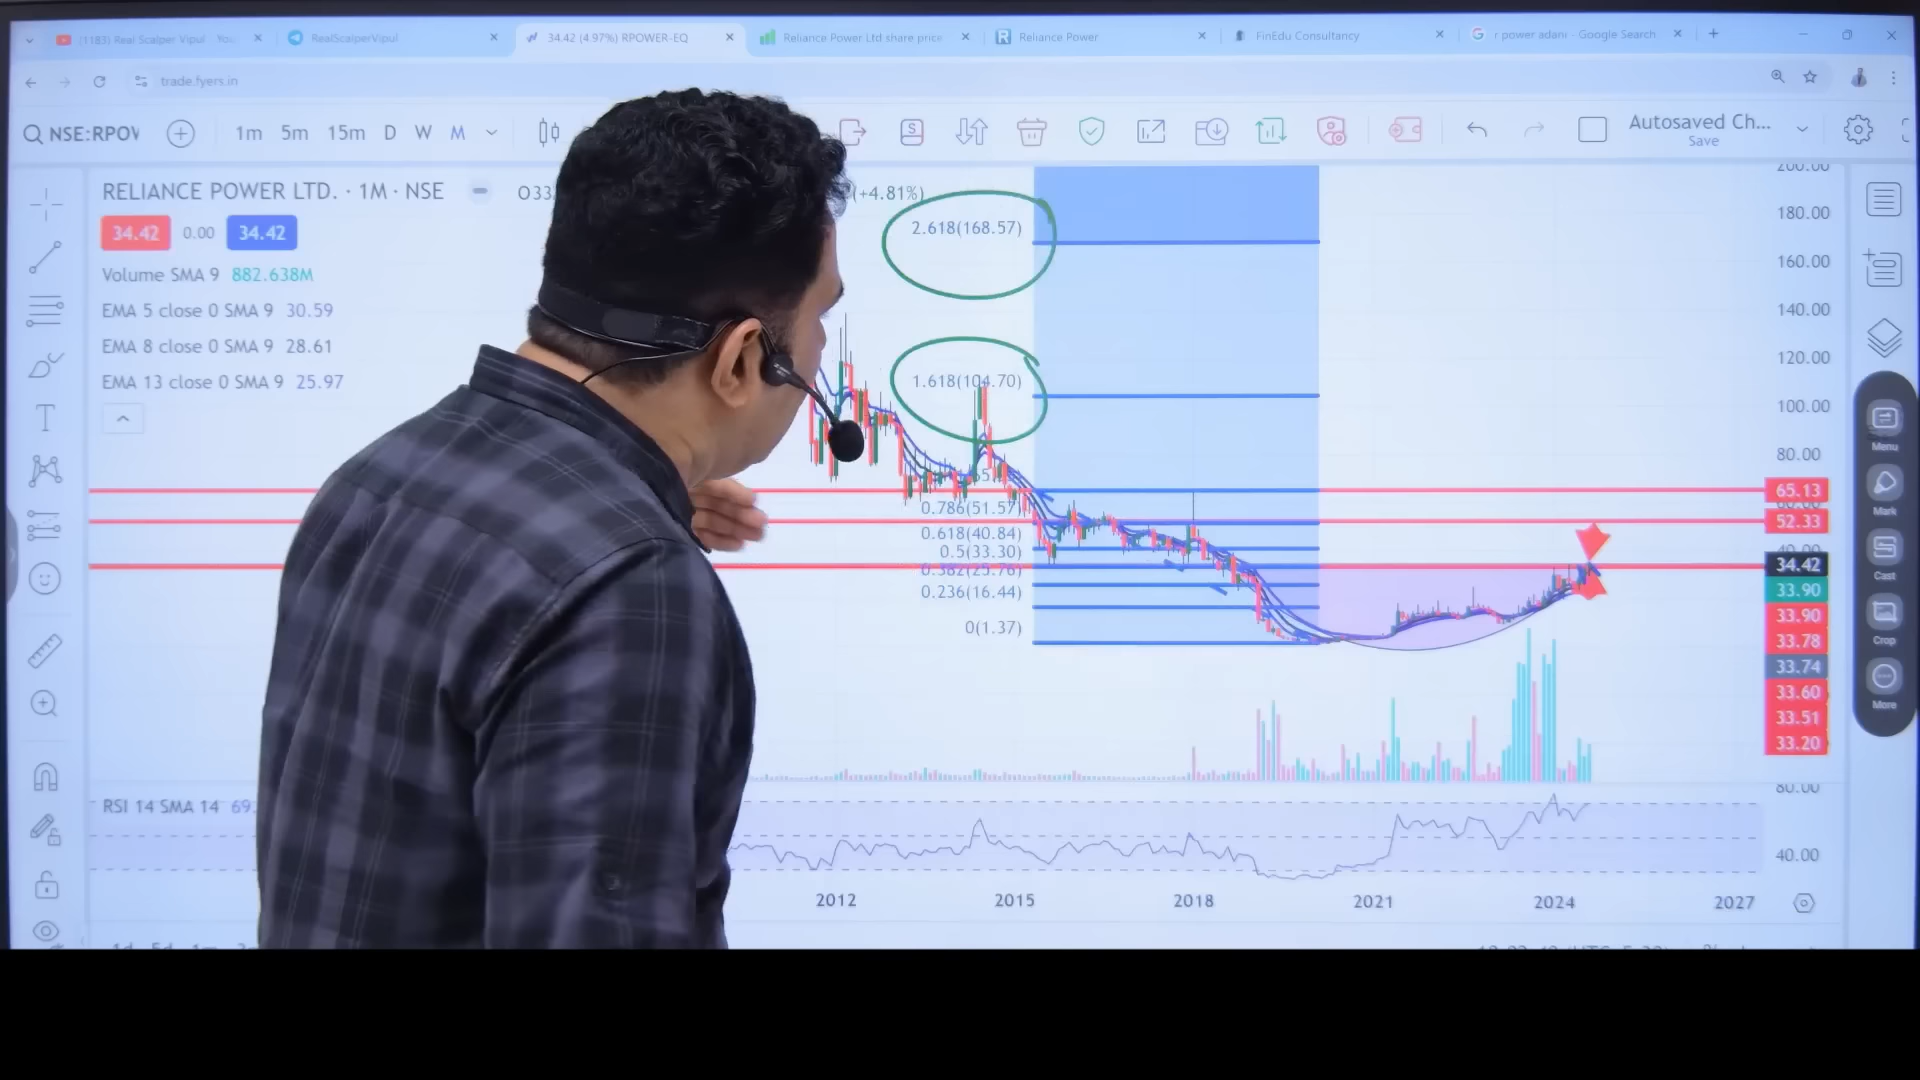 (1183) Real Scalper Vipul - You
RealScalperVipul
34.42 (4.97%) RPOWER-EQ
Reliance Power Ltd share price
Reliance Power
FinEdu Consultancy
r power adani - Google Search
trade.fyers.in
NSE:RPOW
1m 5m 15m D W M
Autosaved Ch...
Save
RELIANCE POWER LTD. · 1M · NSE
O33.
(+4.81%)
34.42 0.00 34.42
Volume SMA 9 882.638M
EMA 5 close 0 SMA 9 30.59
EMA 8 close 0 SMA 9 28.61
EMA 13 close 0 SMA 9 25.97
2.618(168.57)
1.618(104.70)
0.786(51.57)
0.618(40.84)
0.5(33.30)
0.382(25.76)
0.236(16.44)
0(1.37)
200.00
180.00
160.00
140.00
120.00
100.00
80.00
65.13
52.33
40.00
34.42
33.90
33.90
33.78
33.74
33.60
33.51
33.20
80.00
40.00
RSI 14 SMA 14 69.
2012 2015 2018 2021 2024 2027
Menu
Mark
Cast
Crop
More